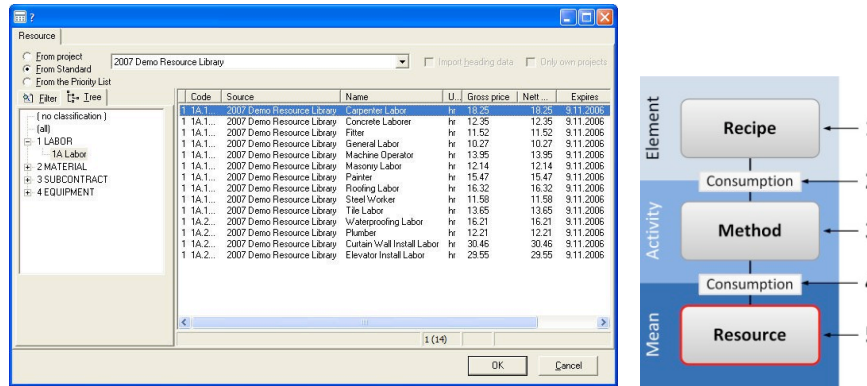 ?
Resource
From project
From Standard
From the Priority List
2007 Demo Resource Library
Import heading data
Only own projects
Filter Tree
( no classification )
(all)
1 LABOR
1A Labor
2 MATERIAL
3 SUBCONTRACT
4 EQUIPMENT
Code Source Name U... Gross price Nett ... Expires
1 1A.1... 2007 Demo Resource Library Carpenter Labor hr 18.25 18.25 9.11.2006
1 1A.1... 2007 Demo Resource Library Concrete Laborer hr 12.35 12.35 9.11.2006
1 1A.1... 2007 Demo Resource Library Fitter hr 11.52 11.52 9.11.2006
1 1A.1... 2007 Demo Resource Library General Labor hr 10.27 10.27 9.11.2006
1 1A.1... 2007 Demo Resource Library Machine Operator hr 13.95 13.95 9.11.2006
1 1A.1... 2007 Demo Resource Library Masonry Labor hr 12.14 12.14 9.11.2006
1 1A.1... 2007 Demo Resource Library Painter hr 15.47 15.47 9.11.2006
1 1A.1... 2007 Demo Resource Library Roofing Labor hr 16.32 16.32 9.11.2006
1 1A.1... 2007 Demo Resource Library Steel Worker hr 11.58 11.58 9.11.2006
1 1A.1... 2007 Demo Resource Library Tile Labor hr 13.65 13.65 9.11.2006
1 1A.2... 2007 Demo Resource Library Waterproofing Labor hr 16.21 16.21 9.11.2006
1 1A.2... 2007 Demo Resource Library Plumber hr 12.21 12.21 9.11.2006
1 1A.2... 2007 Demo Resource Library Curtain Wall Install Labor hr 30.46 30.46 9.11.2006
1 1A.2... 2007 Demo Resource Library Elevator Install Labor hr 29.55 29.55 9.11.2006
1 (14)
OK Cancel
Element
Recipe
Consumption
Activity
Method
Consumption
Mean
Resource